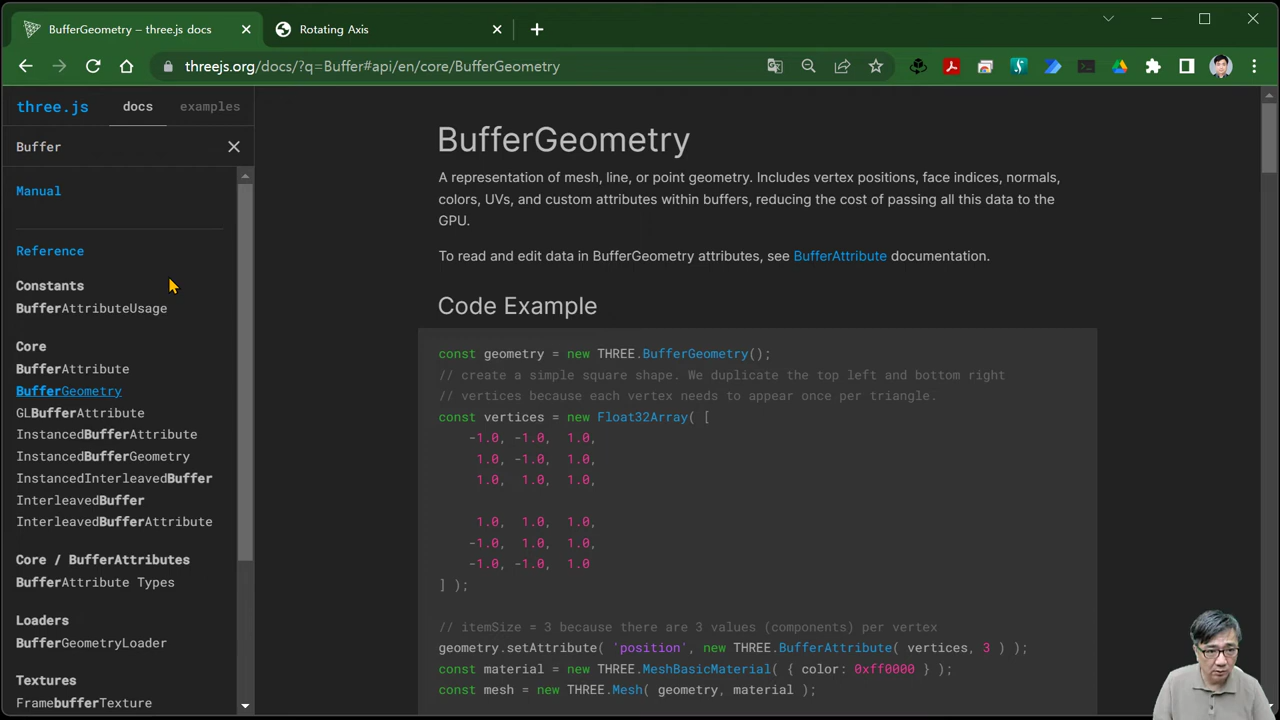 BufferGeometry – three.js docs
Rotating Axis
threejs.org/docs/?q=Buffer#api/en/core/BufferGeometry
three.js
docs
examples
Buffer
Manual
Reference
Constants
BufferAttributeUsage
Core
BufferAttribute
BufferGeometry
GLBufferAttribute
InstancedBufferAttribute
InstancedBufferGeometry
InstancedInterleavedBuffer
InterleavedBuffer
InterleavedBufferAttribute
Core / BufferAttributes
BufferAttribute Types
Loaders
BufferGeometryLoader
Textures
FramebufferTexture
BufferGeometry
A representation of mesh, line, or point geometry. Includes vertex positions, face indices, normals,
colors, UVs, and custom attributes within buffers, reducing the cost of passing all this data to the
GPU.
To read and edit data in BufferGeometry attributes, see BufferAttribute documentation.
Code Example
const geometry = new THREE.BufferGeometry();
// create a simple square shape. We duplicate the top left and bottom right
// vertices because each vertex needs to appear once per triangle.
const vertices = new Float32Array( [
-1.0, -1.0, 1.0,
1.0, -1.0, 1.0,
1.0, 1.0, 1.0,
1.0, 1.0, 1.0,
-1.0, 1.0, 1.0,
-1.0, -1.0, 1.0
] );
// itemSize = 3 because there are 3 values (components) per vertex
geometry.setAttribute( 'position', new THREE.BufferAttribute( vertices, 3 ) );
const material = new THREE.MeshBasicMaterial( { color: 0xff0000 } );
const mesh = new THREE.Mesh( geometry, material );